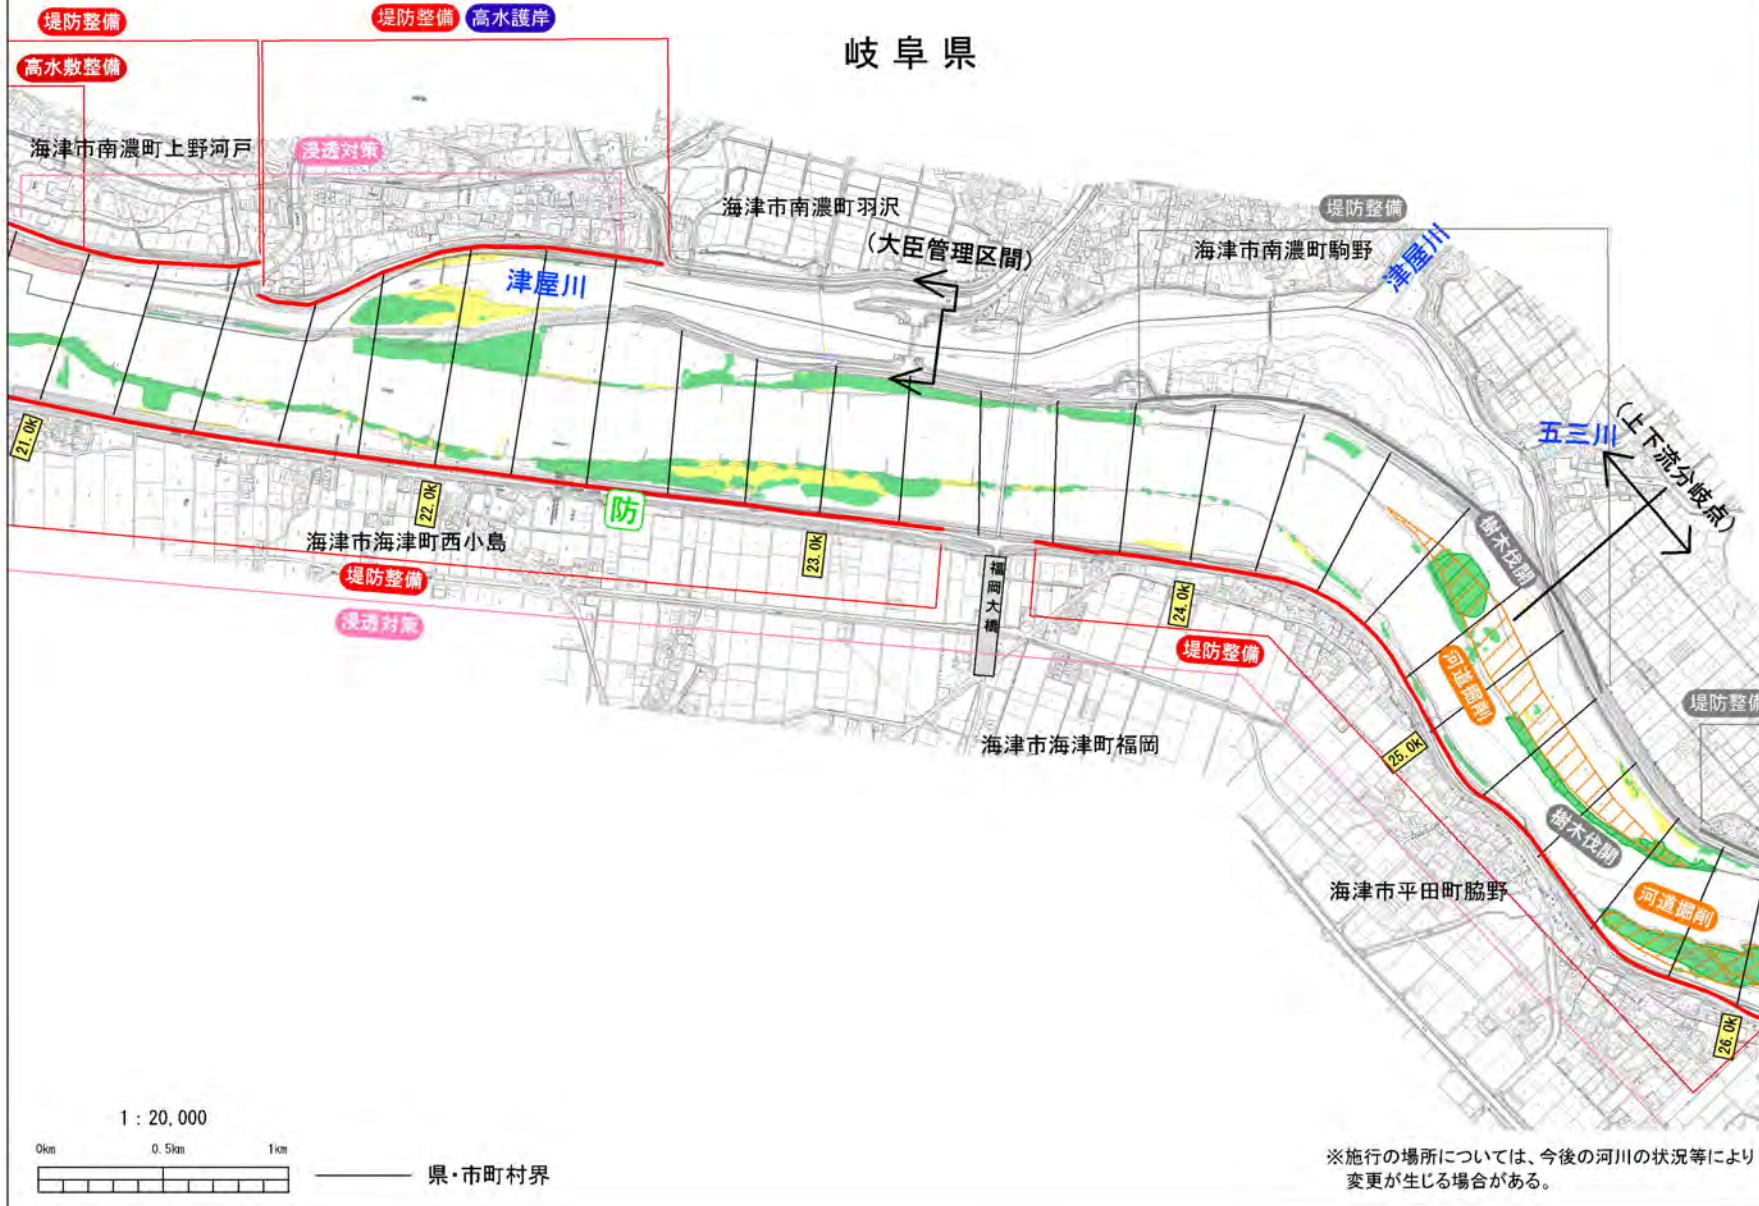 堤防整備
堤防整備 高水護岸
岐阜県
高水敷整備
海津市南濃町上野河戸
浸透対策
海津市南濃町羽沢
(大臣管理区間)
堤防整備
海津市南濃町駒野
津屋川
津屋川
五三川
(上下流分岐点)
21.0k
22.0k
防
23.0k
海津市海津町西小島
堤防整備
浸透対策
福岡大橋
24.0k
堤防整備
樹木伐開
河道掘削
堤防整備
海津市海津町福岡
25.0k
樹木伐開
海津市平田町脇野
河道掘削
26.0k
1:20,000
0km 0.5km 1km
県・市町村界
※施行の場所については、今後の河川の状況等により
変更が生じる場合がある。